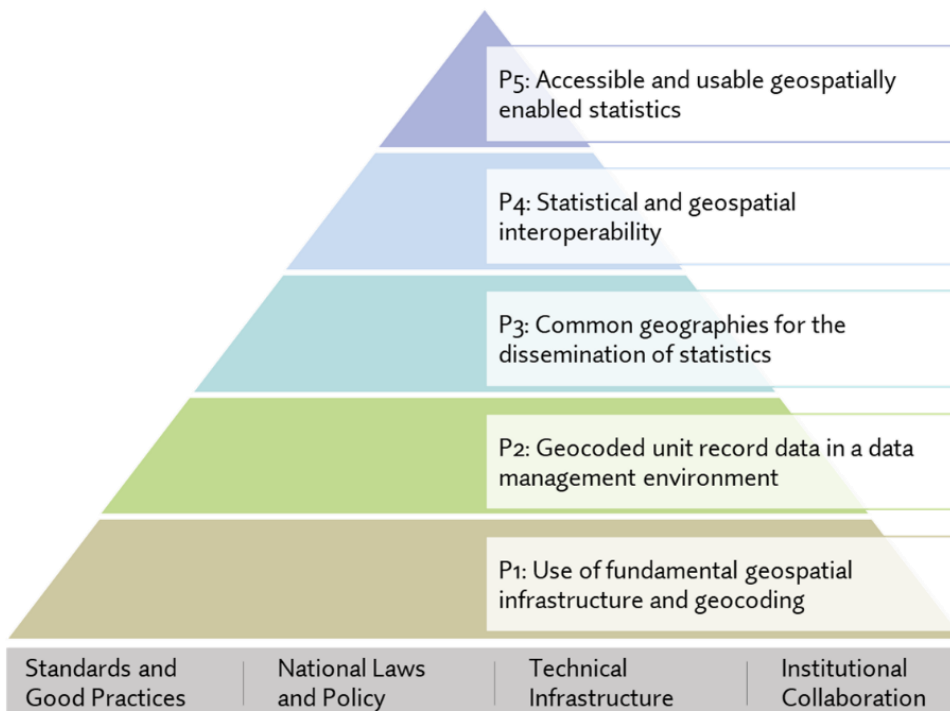 P5: Accessible and usable geospatially
enabled statistics
P4: Statistical and geospatial
interoperability
P3: Common geographies for the
dissemination of statistics
P2: Geocoded unit record data in a data
management environment
P1: Use of fundamental geospatial
infrastructure and geocoding
Standards and
Good Practices
National Laws
and Policy
Technical
Infrastructure
Institutional
Collaboration